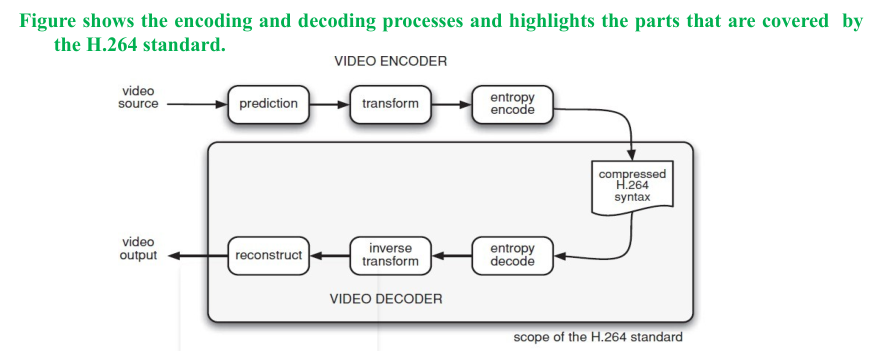 Figure shows the encoding and decoding processes and highlights the parts that are covered by
the H.264 standard.
VIDEO ENCODER
video
source
prediction
transform
entropy
encode
compressed
H.264
syntax
video
output
reconstruct
inverse
transform
entropy
decode
VIDEO DECODER
scope of the H.264 standard